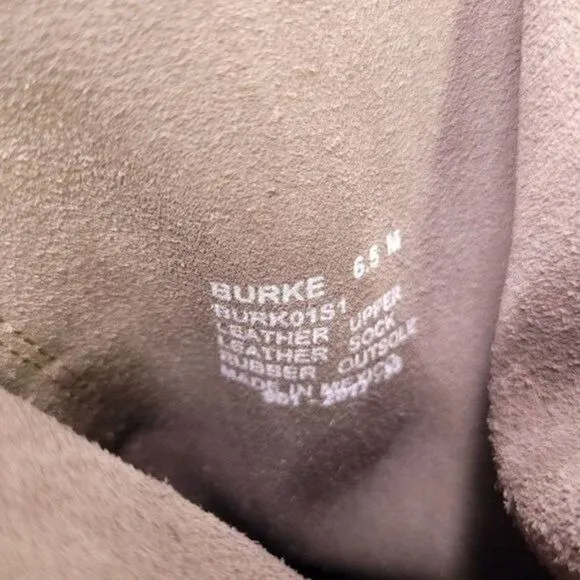 BURKE 6.5 M
BURK01S1
LEATHER UPPER
LEATHER SOCK
RUBBER OUTSOLE
MADE IN MEXICO